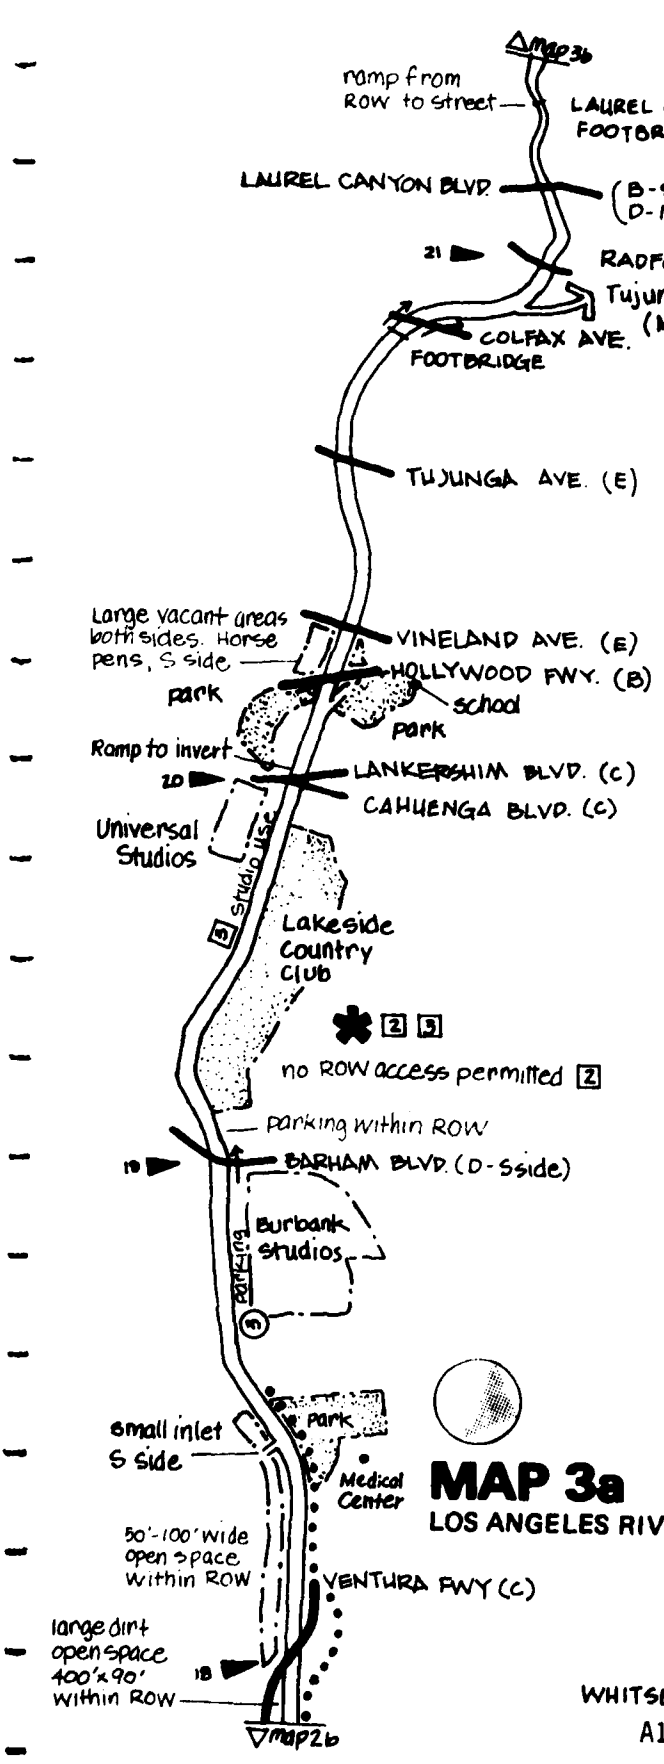 map 3b
ramp from
ROW to street
LAUREL
FOOTBR
LAUREL CANYON BLVD.
(B-
D-
21
RADF
Tujun
COLFAX AVE.
FOOTBRIDGE
TUJUNGA AVE. (E)
Large vacant areas
both sides. Horse
pens, S side
VINELAND AVE. (E)
HOLLYWOOD FWY. (B)
park
school
park
Ramp to invert
LANKERSHIM BLVD. (C)
20
CAHUENGA BLVD. (C)
Universal
Studios
studio use
3
Lakeside
Country
Club
* 2 3
no ROW access permitted 2
parking within ROW
19
BARHAM BLVD. (D-S side)
Burbank
Studios
parking
3
park
small inlet
S side
Medical
Center
MAP 3a
LOS ANGELES RIV
50'-100' wide
open space
within ROW
VENTURA FWY (C)
large dirt
open space
400'x90'
within ROW
18
WHITSE
map 2b